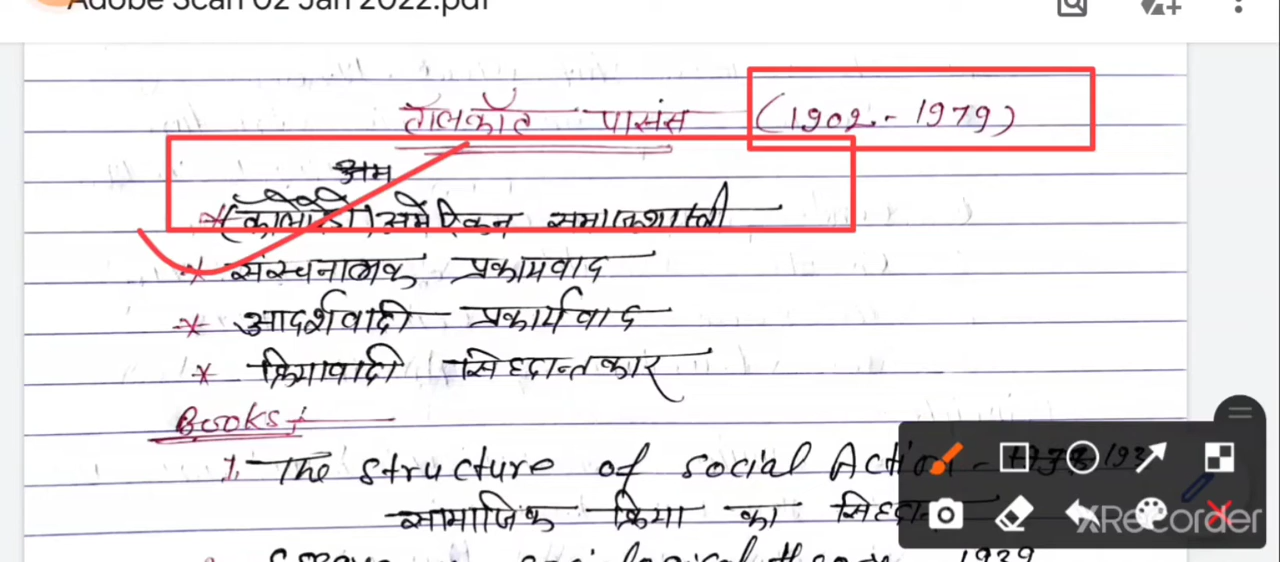 Adobe Scan 02 Jan 2022.pdf
टॉलकॉट पासंस (1902 - 1979)
अम
* (कोलोरेडो) अमेरिकन समाजशास्त्री
* संरचनात्मक प्रकार्यवाद
* आदर्शवादी प्रकार्यवाद
* क्रियावादी सिद्दान्तकार
Books :-
1. The structure of social Action -
सामाजिक क्रिया का
1939
XRecorder